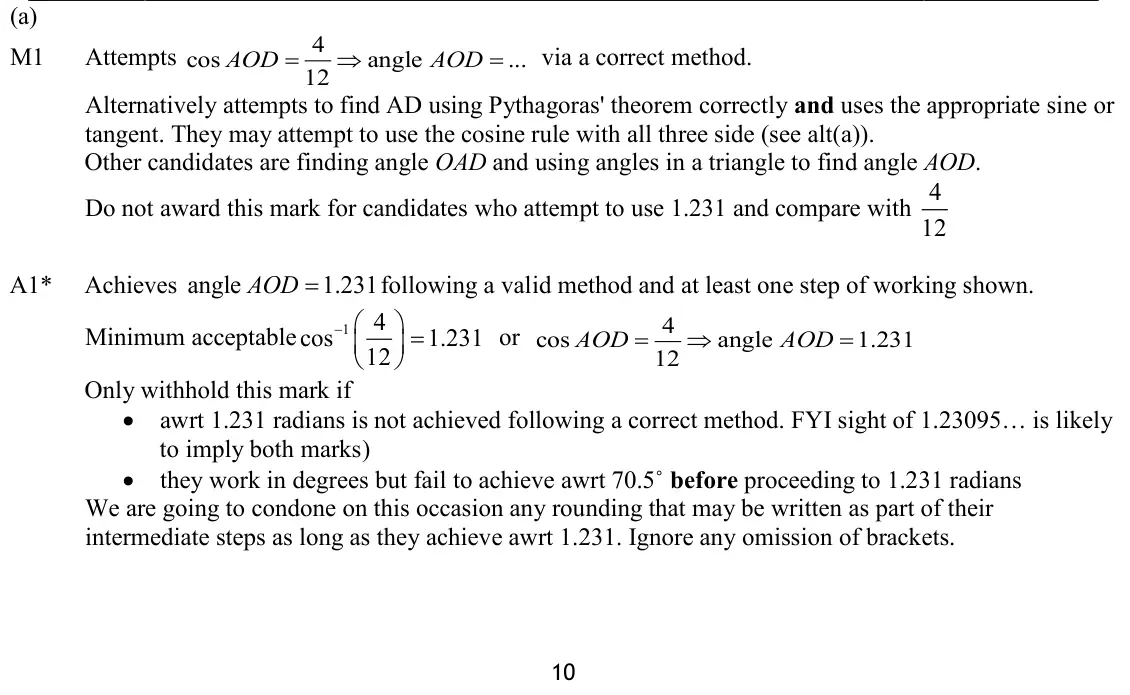 (a)
M1 Attempts cos AOD = 4/12 ⇒ angle AOD = ... via a correct method.
Alternatively attempts to find AD using Pythagoras' theorem correctly and uses the appropriate sine or
tangent. They may attempt to use the cosine rule with all three side (see alt(a)).
Other candidates are finding angle OAD and using angles in a triangle to find angle AOD.
Do not award this mark for candidates who attempt to use 1.231 and compare with 4/12
A1* Achieves angle AOD = 1.231 following a valid method and at least one step of working shown.
Minimum acceptable cos⁻¹(4/12) = 1.231 or cos AOD = 4/12 ⇒ angle AOD = 1.231
Only withhold this mark if
• awrt 1.231 radians is not achieved following a correct method. FYI sight of 1.23095… is likely
to imply both marks)
• they work in degrees but fail to achieve awrt 70.5˚ before proceeding to 1.231 radians
We are going to condone on this occasion any rounding that may be written as part of their
intermediate steps as long as they achieve awrt 1.231. Ignore any omission of brackets.
10